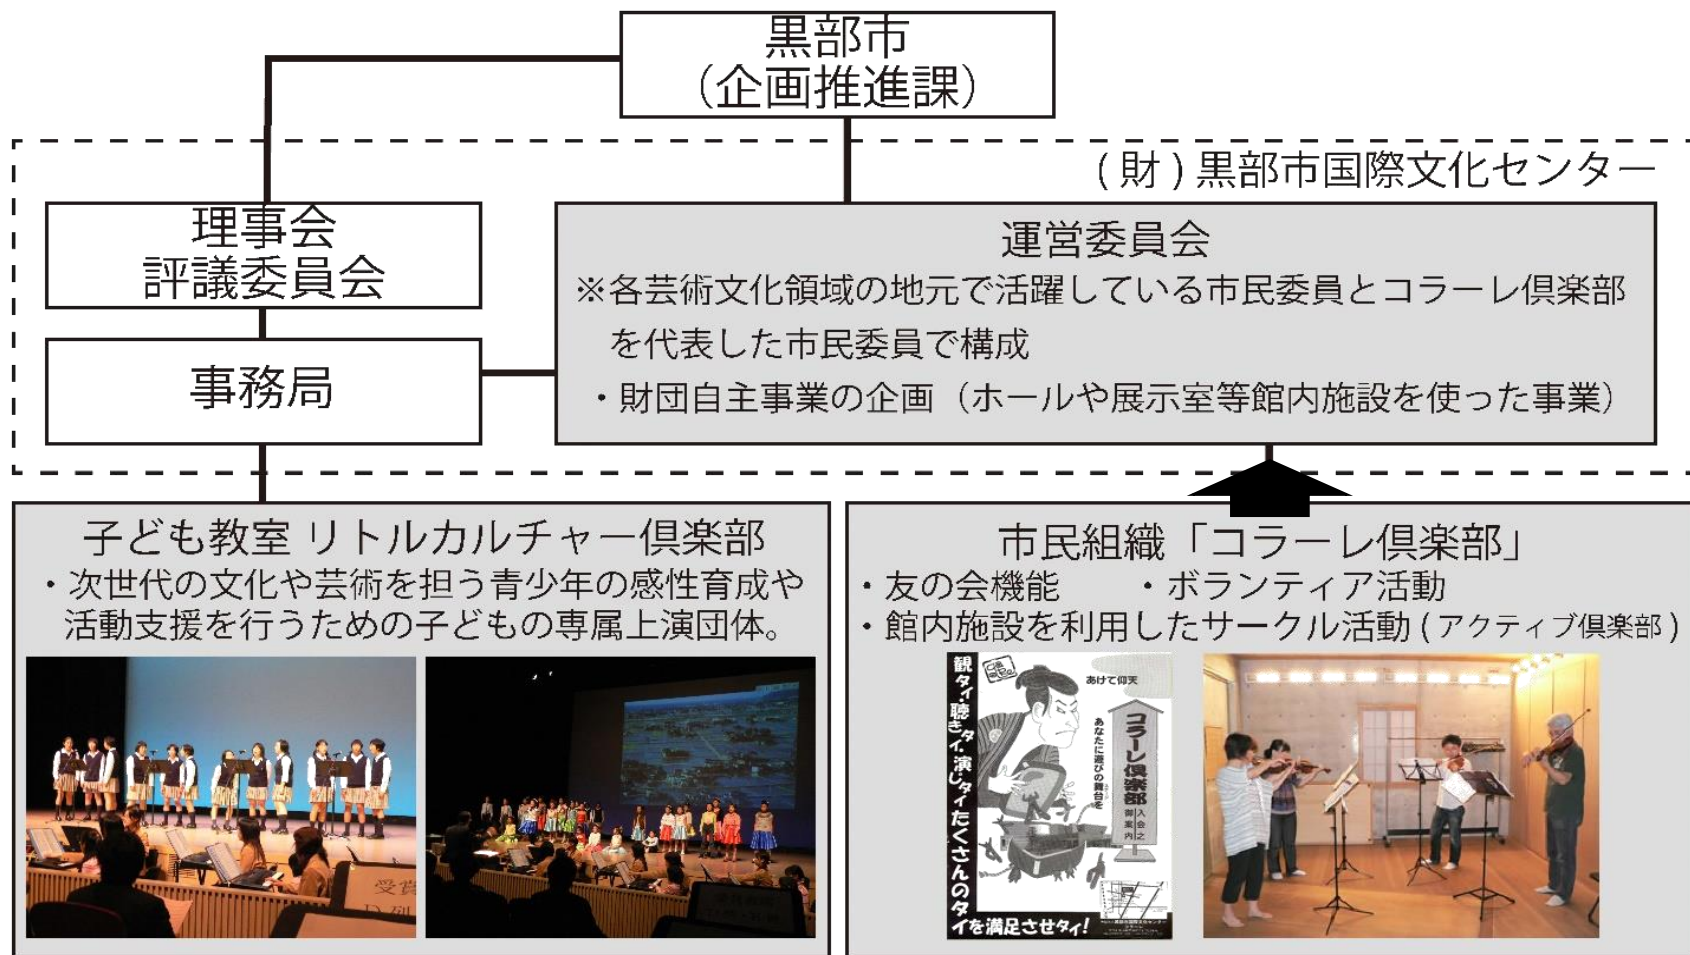 黒部市
（企画推進課）
(財)黒部市国際文化センター
理事会
評議委員会
運営委員会
※各芸術文化領域の地元で活躍している市民委員とコラーレ倶楽部
を代表した市民委員で構成
・財団自主事業の企画（ホールや展示室等館内施設を使った事業）
事務局
子ども教室 リトルカルチャー倶楽部
・次世代の文化や芸術を担う青少年の感性育成や
活動支援を行うための子どもの専属上演団体。
市民組織「コラーレ倶楽部」
・友の会機能　　・ボランティア活動
・館内施設を利用したサークル活動(アクティブ倶楽部)
観タイ・聴きタイ・演じタイ たくさんのタイ
を満足させタイ！
あけて仰天
コラーレ倶楽部
あなたに遊びの舞台を
入会之
御案内
受賞